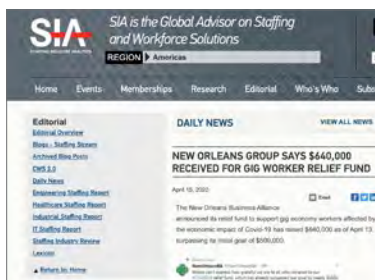 SIA
STAFFING INDUSTRY ANALYSTS
SIA is the Global Advisor on Staffing
and Workforce Solutions
REGION Americas
Home Events Memberships Research Editorial Who's Who
Editorial
Editorial Overview
Blogs - Staffing Stream
Archived Blog Posts
CWS 3.0
Daily News
Engineering Staffing Report
Healthcare Staffing Report
Industrial Staffing Report
IT Staffing Report
Staffing Industry Review
Lexicon
Return to: Home
DAILY NEWS VIEW ALL NEWS
NEW ORLEANS GROUP SAYS $640,000
RECEIVED FOR GIG WORKER RELIEF FUND
April 15, 2020
Email
The New Orleans Business Alliance
announced its relief fund to support gig economy workers affected by
the economic impact of Covid-19 has raised $640,000 as of April 13
surpassing its initial goal of $500,000.